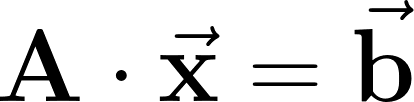 A · x⃗ = b⃗